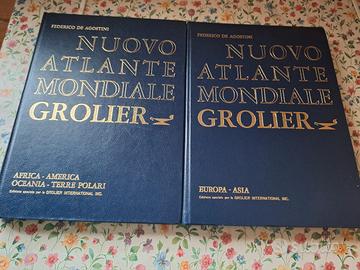 FEDERICO DE AGOSTINI
NUOVO
ATLANTE
MONDIALE
GROLIER
AFRICA - AMERICA
OCEANIA - TERRE POLARI
Edizione speciale per la GROLIER INTERNATIONAL INC.
FEDERICO DE AGOSTINI
NUOVO
ATLANTE
MONDIALE
GROLIER
EUROPA - ASIA
Edizione speciale per la GROLIER INTERNATIONAL INC.